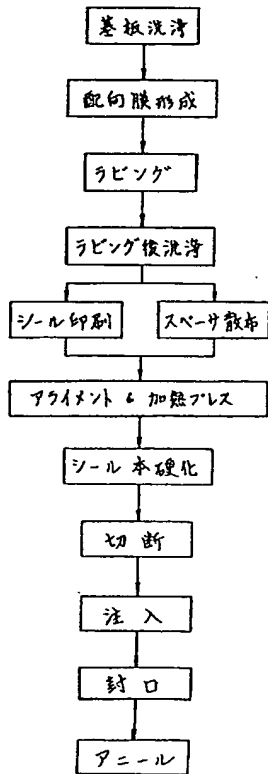 基板洗浄
配向膜形成
ラビング
ラビング後洗浄
シール印刷
スペーサ散布
アライメント & 加熱プレス
シール本硬化
切断
注入
封口
アニール